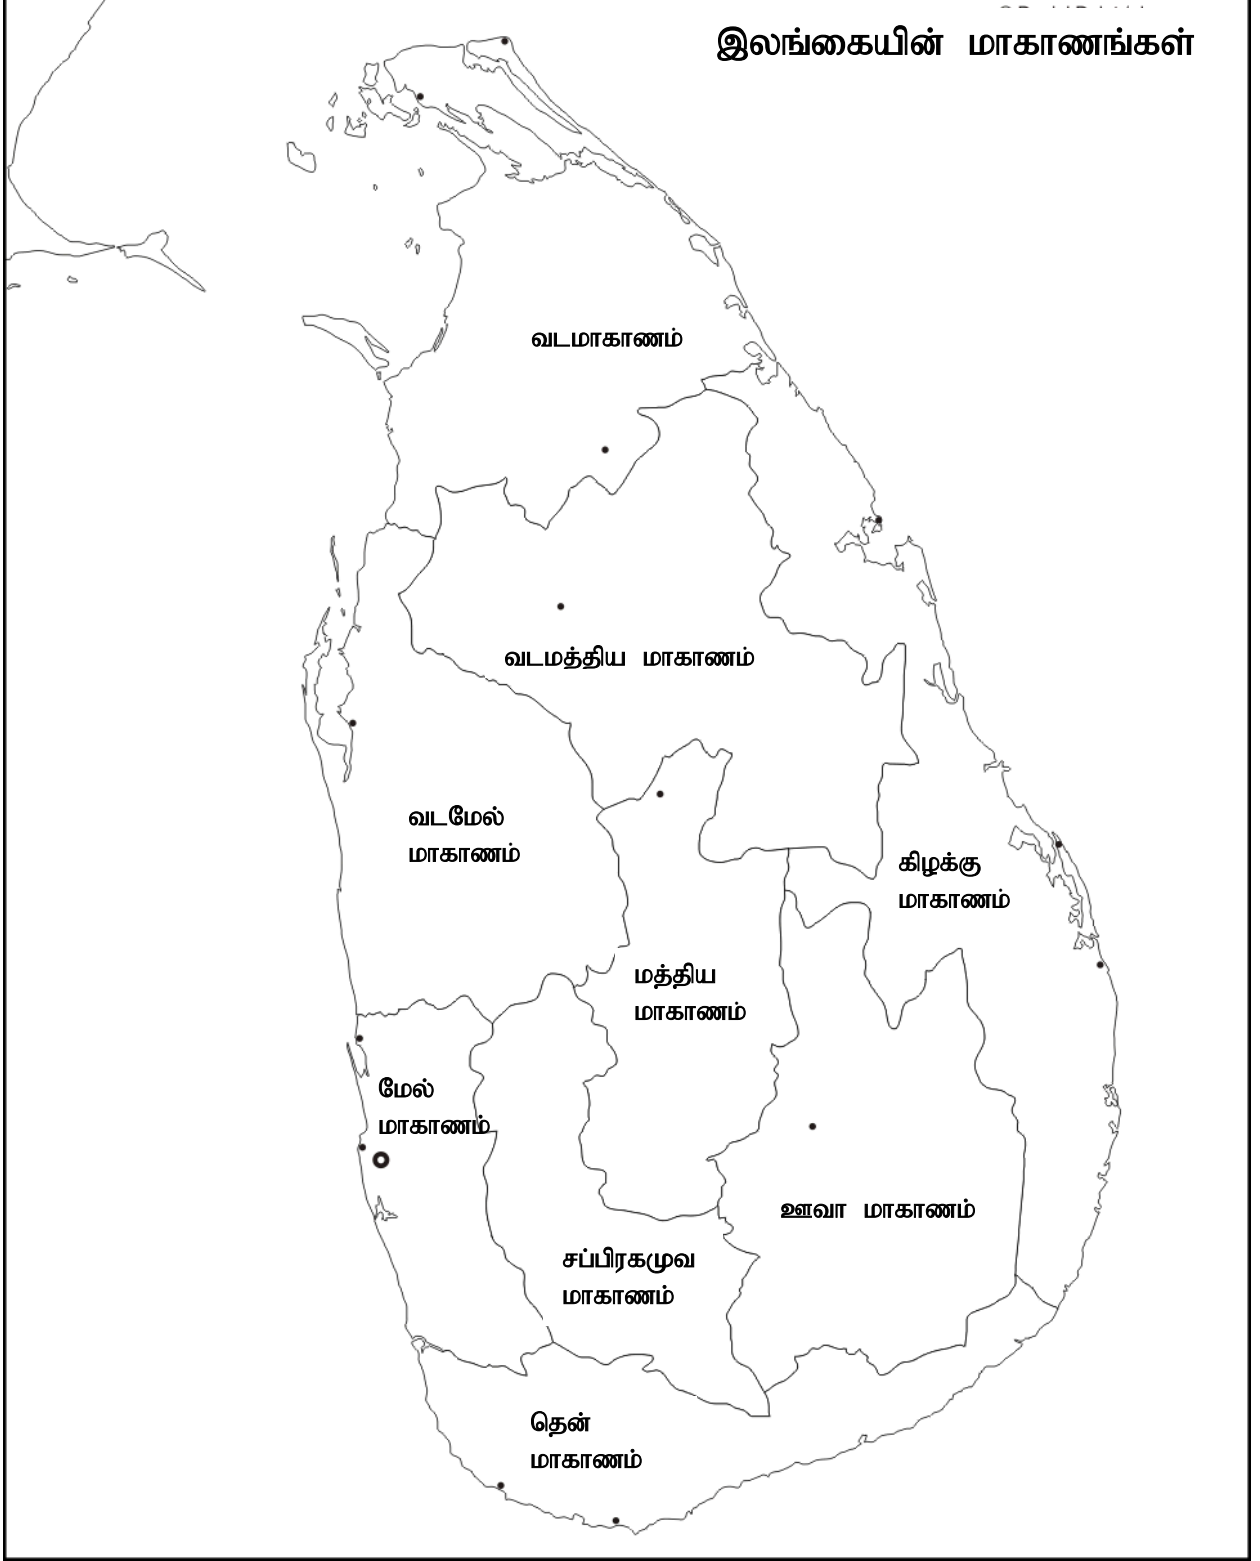 இலங்கையின் மாகாணங்கள்
வடமாகாணம்
வடமத்திய மாகாணம்
வடமேல்
மாகாணம்
கிழக்கு
மாகாணம்
மத்திய
மாகாணம்
மேல்
மாகாணம்
ஊவா மாகாணம்
சப்பிரகமுவ
மாகாணம்
தென்
மாகாணம்